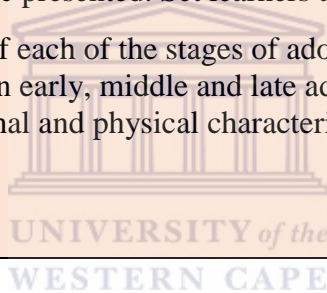 f each of the stages of ado
n early, middle and late ad
nal and physical characteri
UNIVERSITY of the
WESTERN CAPE